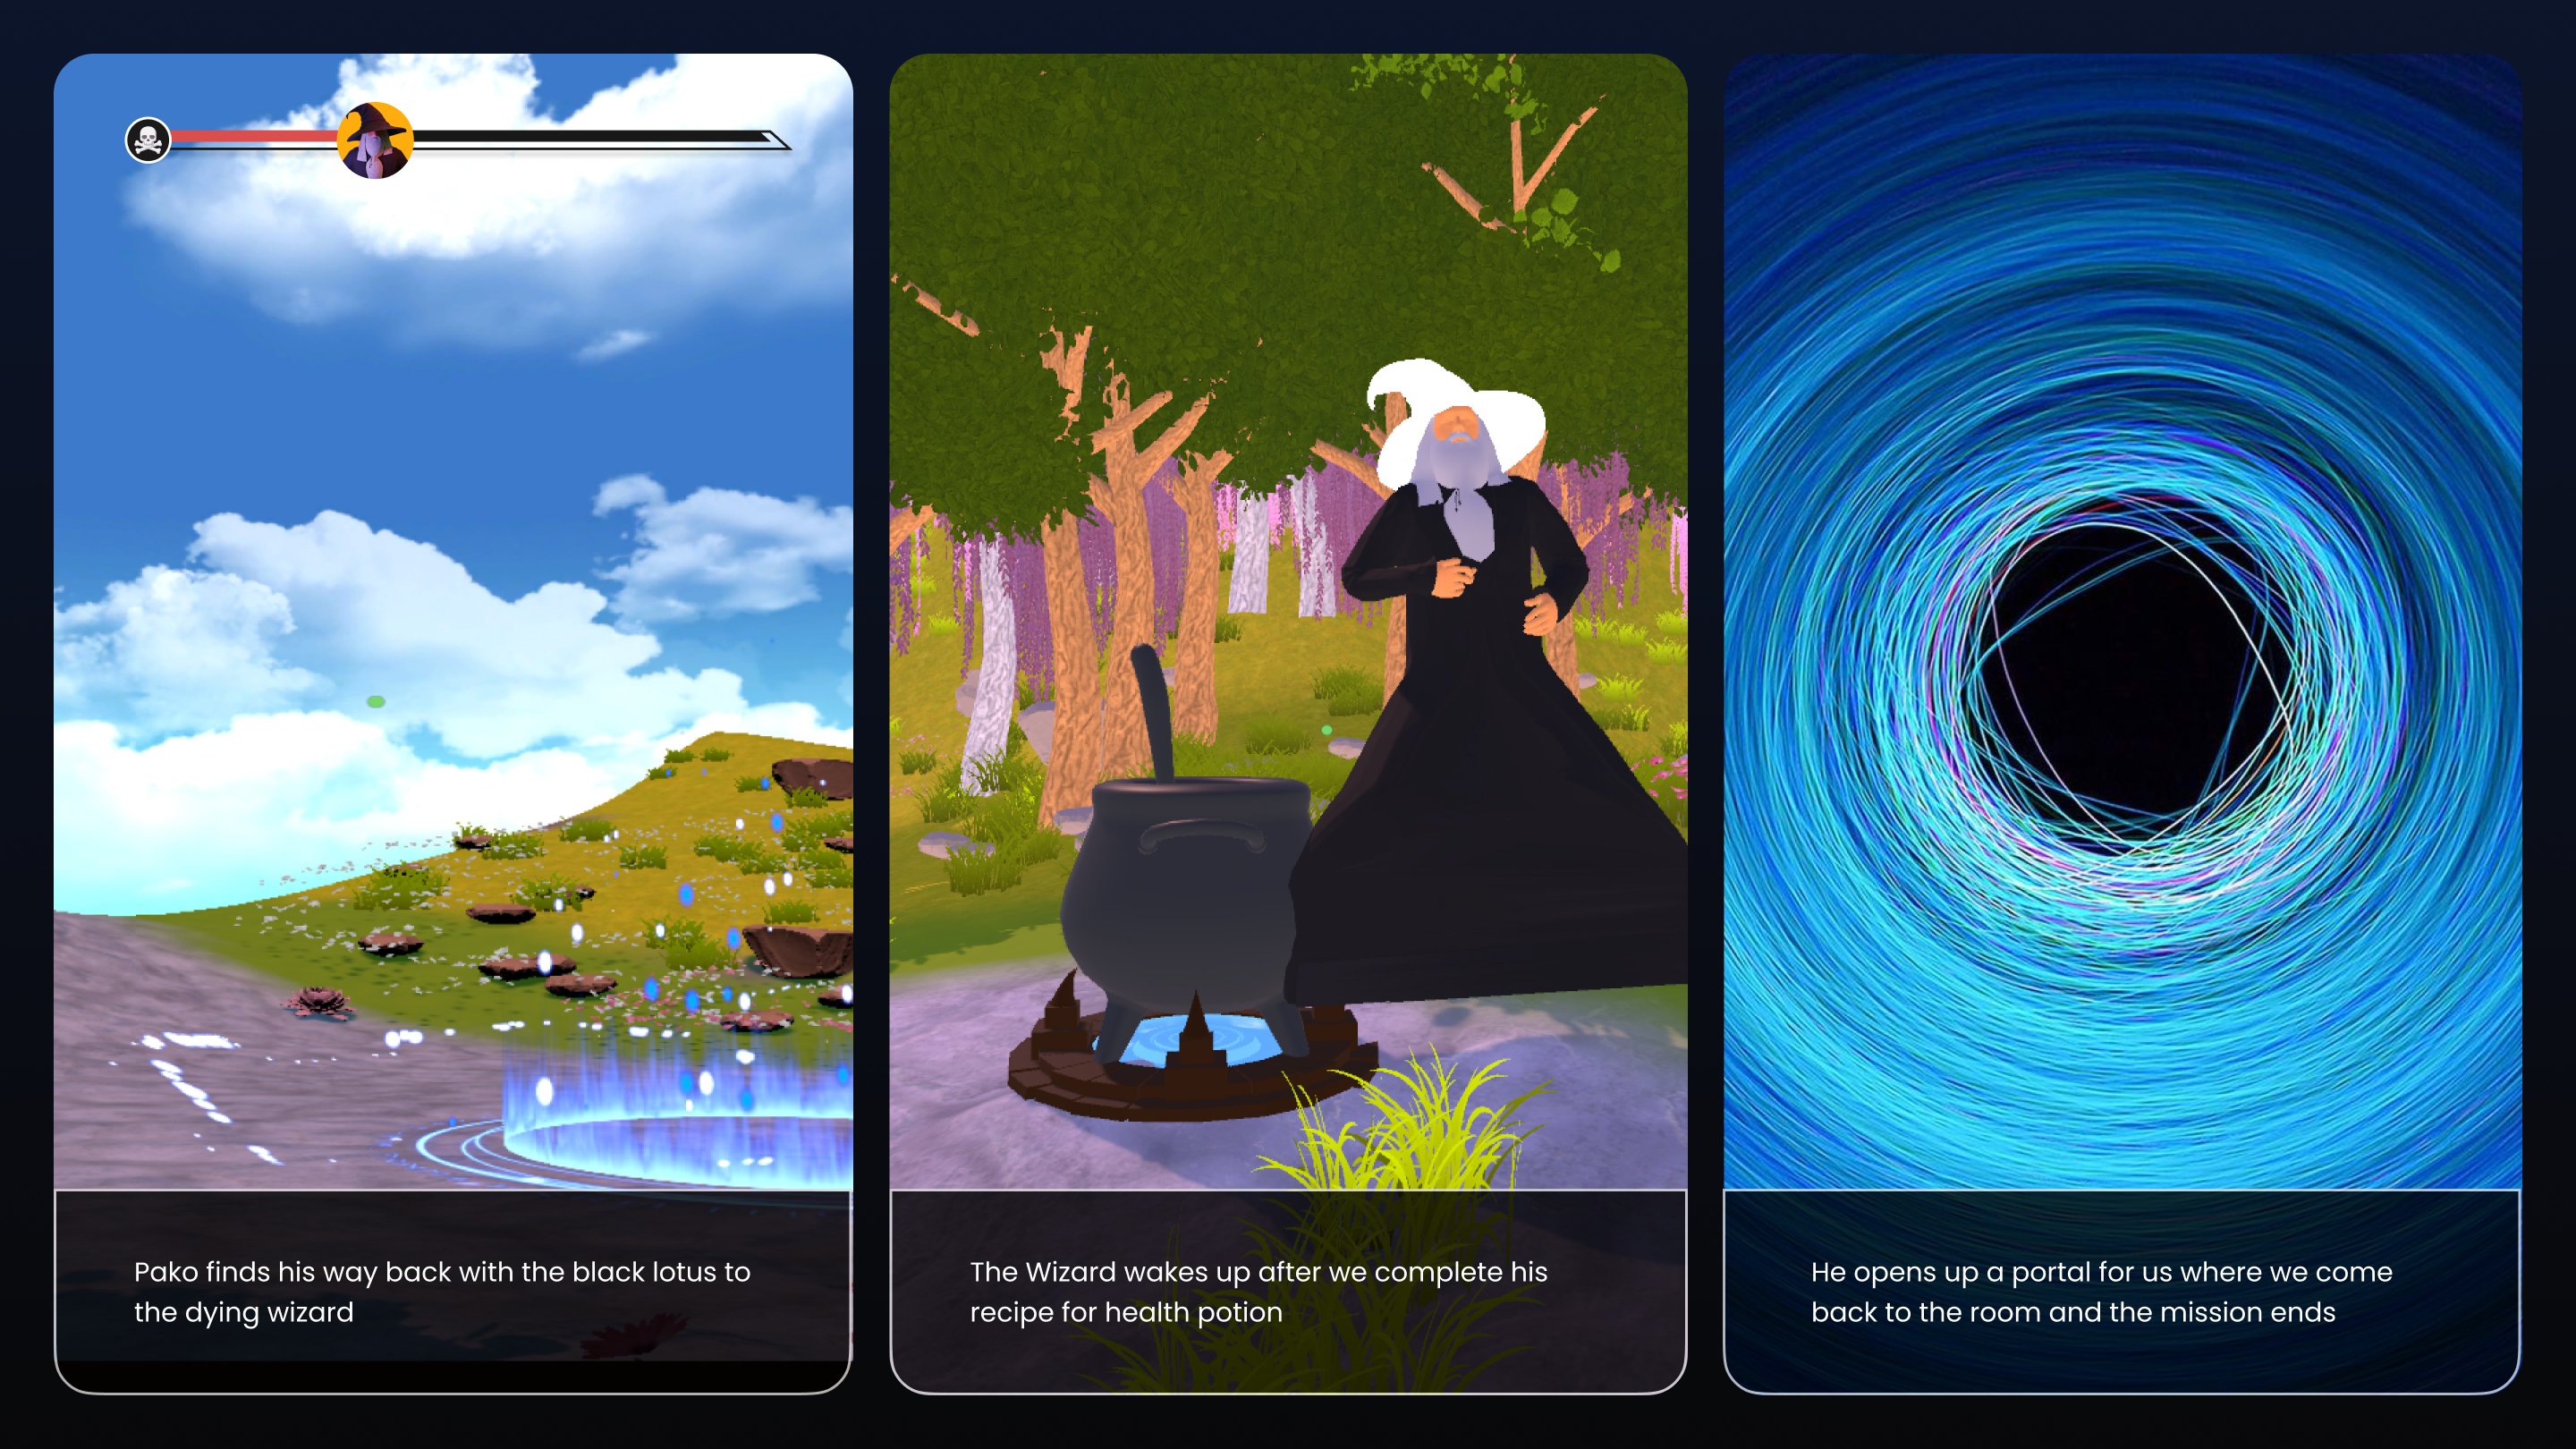 Pako finds his way back with the black lotus to
the dying wizard
The Wizard wakes up after we complete his
recipe for health potion
He opens up a portal for us where we come
back to the room and the mission ends